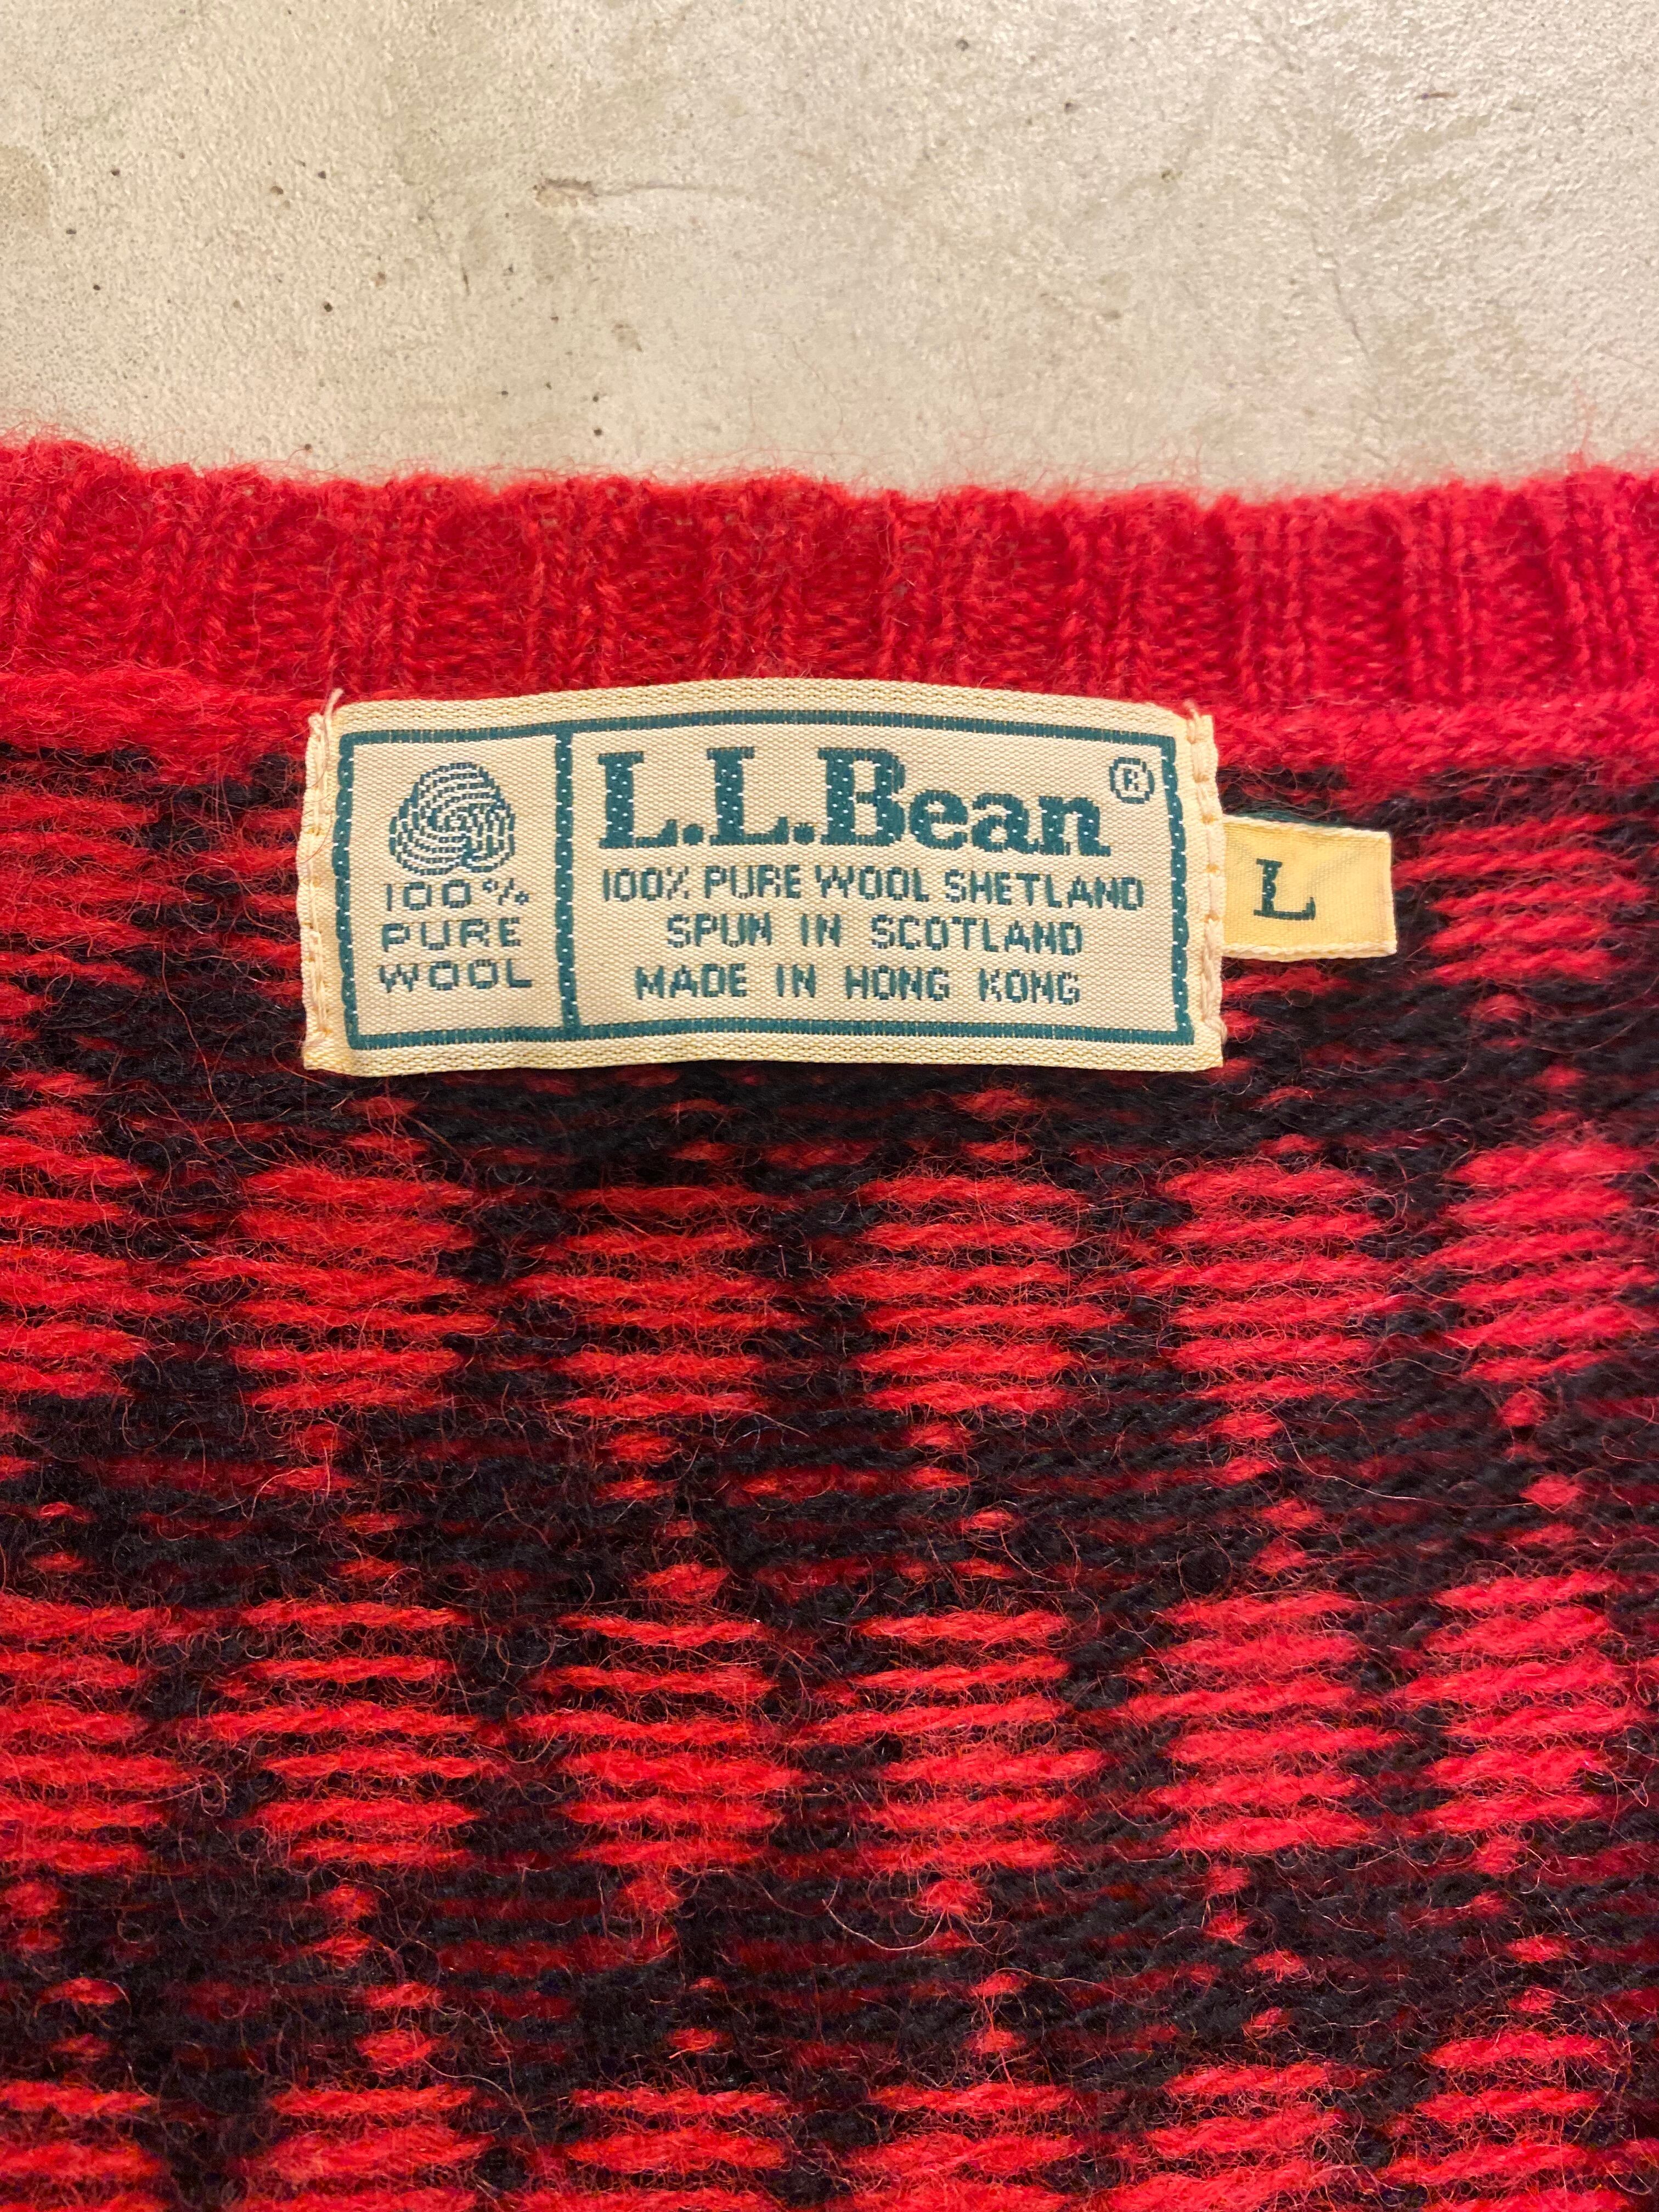 100%
PURE
WOOL
L.L.Bean®
100% PURE WOOL SHETLAND
SPUN IN SCOTLAND
MADE IN HONG KONG
L